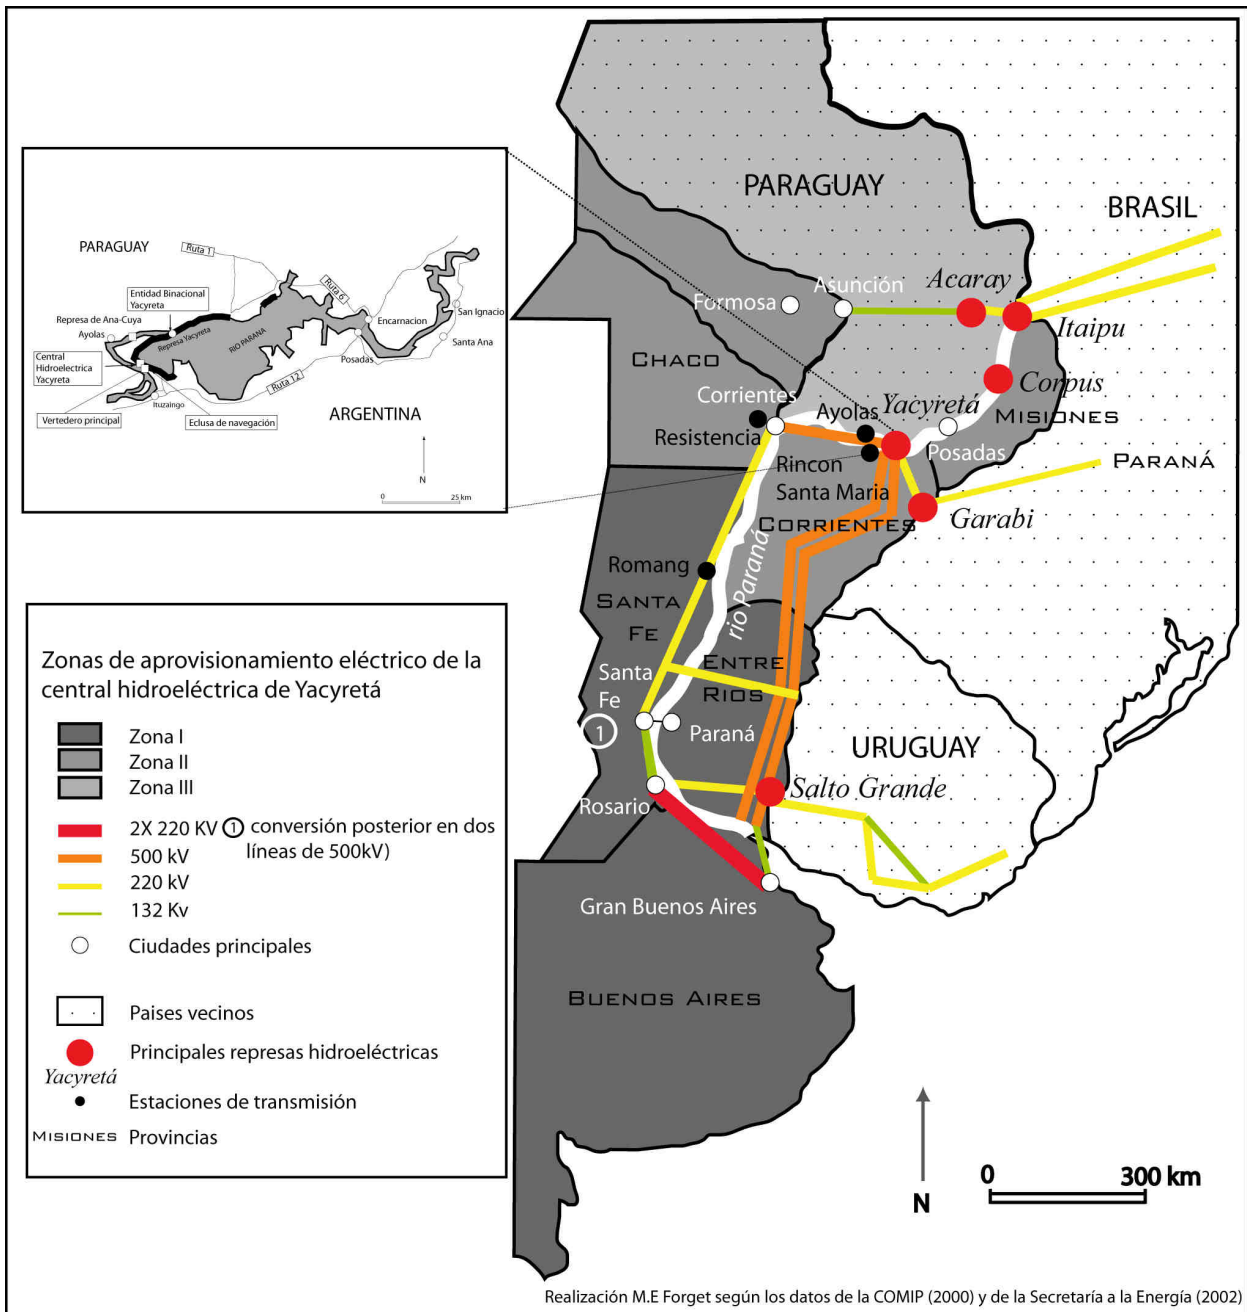 PARAGUAY
BRASIL
Acaray
Asunción
Formosa
Itaipu
Corpus
CHACO
Corrientes
Ayolas
Yacyretá
MISIONES
Resistencia
Posadas
Rincon
Santa Maria
PARANÁ
CORRIENTES
Garabi
Romang
rio Paraná
SANTA
FE
ENTRE
RIOS
Santa
Fe
1
Paraná
URUGUAY
Salto Grande
Rosario
Gran Buenos Aires
BUENOS AIRES
PARAGUAY
Ruta 1
Entidad Binacional
Yacyreta
Ruta 6
Represa de Ana-Cuya
Ayolas
Represa Yacyreta
RIO PARANA
Encarnacion
San Ignacio
Santa Ana
Posadas
Central
Hidroelectrica
Yacyreta
Ruta 12
Ituzaingo
Vertedero principal
Eclusa de navegación
ARGENTINA
N
0 25 km
Zonas de aprovisionamiento eléctrico de la
central hidroeléctrica de Yacyretá
Zona I
Zona II
Zona III
2X 220 KV 1 conversión posterior en dos
líneas de 500kV)
500 kV
220 kV
132 Kv
Ciudades principales
Paises vecinos
Principales represas hidroeléctricas
Yacyretá
Estaciones de transmisión
MISIONES Provincias
N
0 300 km
Realización M.E Forget según los datos de la COMIP (2000) y de la Secretaría a la Energía (2002)